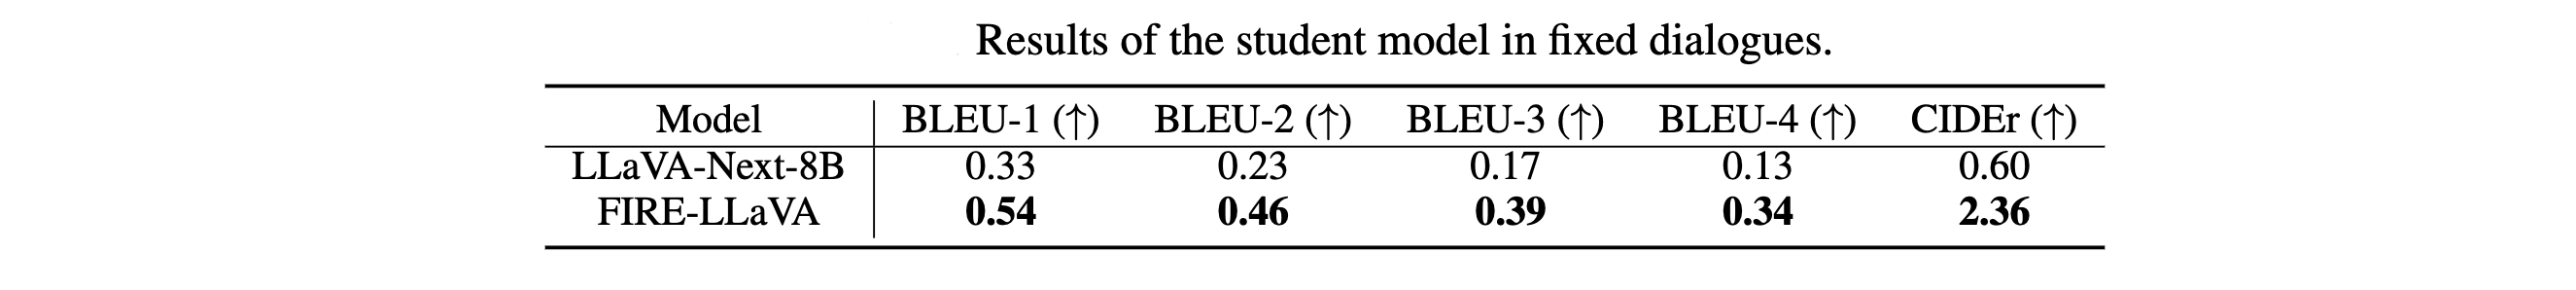 Results of the student model in fixed dialogues.
Model BLEU-1 (↑) BLEU-2 (↑) BLEU-3 (↑) BLEU-4 (↑) CIDEr (↑)
LLaVA-Next-8B 0.33 0.23 0.17 0.13 0.60
FIRE-LLaVA 0.54 0.46 0.39 0.34 2.36